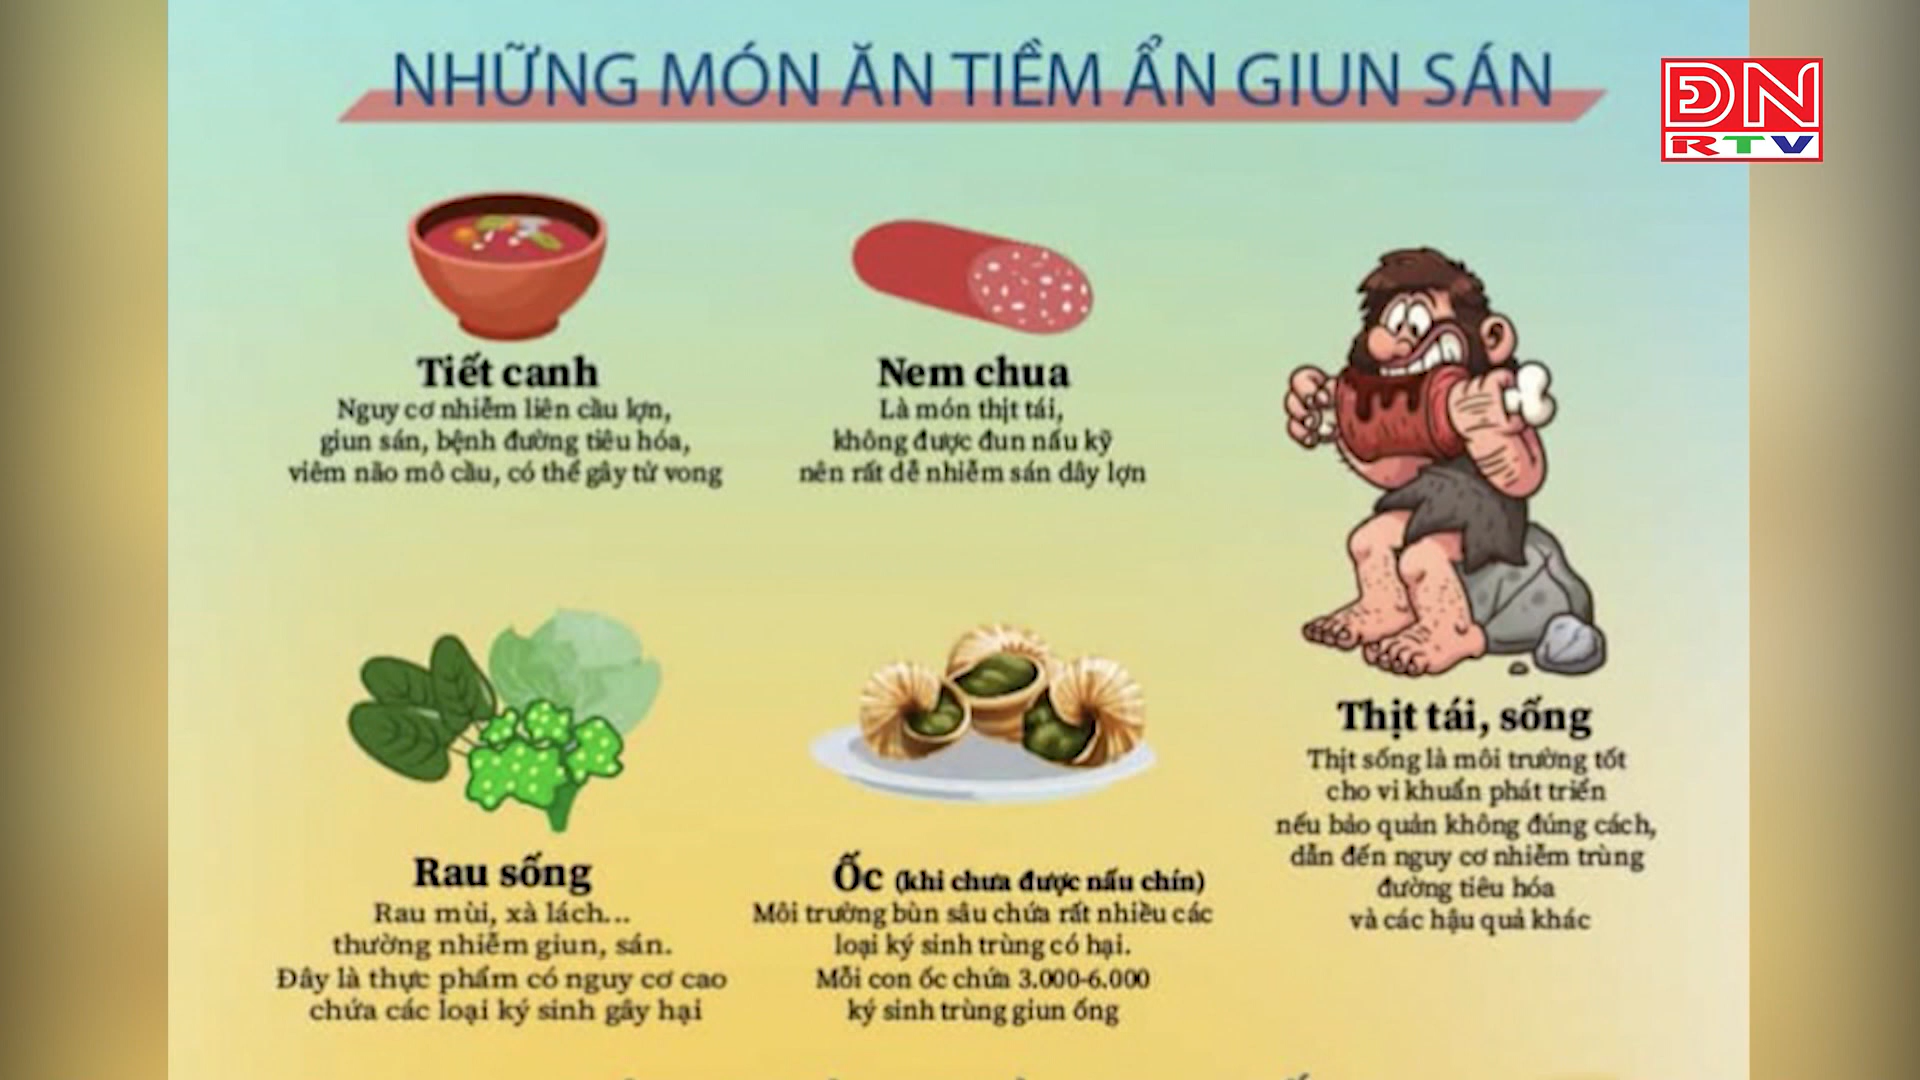 NHỮNG MÓN ĂN TIỀM ẨN GIUN SÁN
ĐN
RTV
Tiết canh
Nguy cơ nhiễm liên cầu lợn,
giun sán, bệnh đường tiêu hóa,
viêm não mô cầu, có thể gây tử vong
Nem chua
Là món thịt tái,
không được đun nấu kỹ
nên rất dễ nhiễm sán dây lợn
Thịt tái, sống
Thịt sống là môi trường tốt
cho vi khuẩn phát triển
nếu bảo quản không đúng cách,
dẫn đến nguy cơ nhiễm trùng
đường tiêu hóa
và các hậu quả khác
Rau sống
Rau mùi, xà lách...
thường nhiễm giun, sán.
Đây là thực phẩm có nguy cơ cao
chứa các loại ký sinh gây hại
Ốc (khi chưa được nấu chín)
Môi trường bùn sâu chứa rất nhiều các
loại ký sinh trùng có hại.
Mỗi con ốc chứa 3.000-6.000
ký sinh trùng giun ống